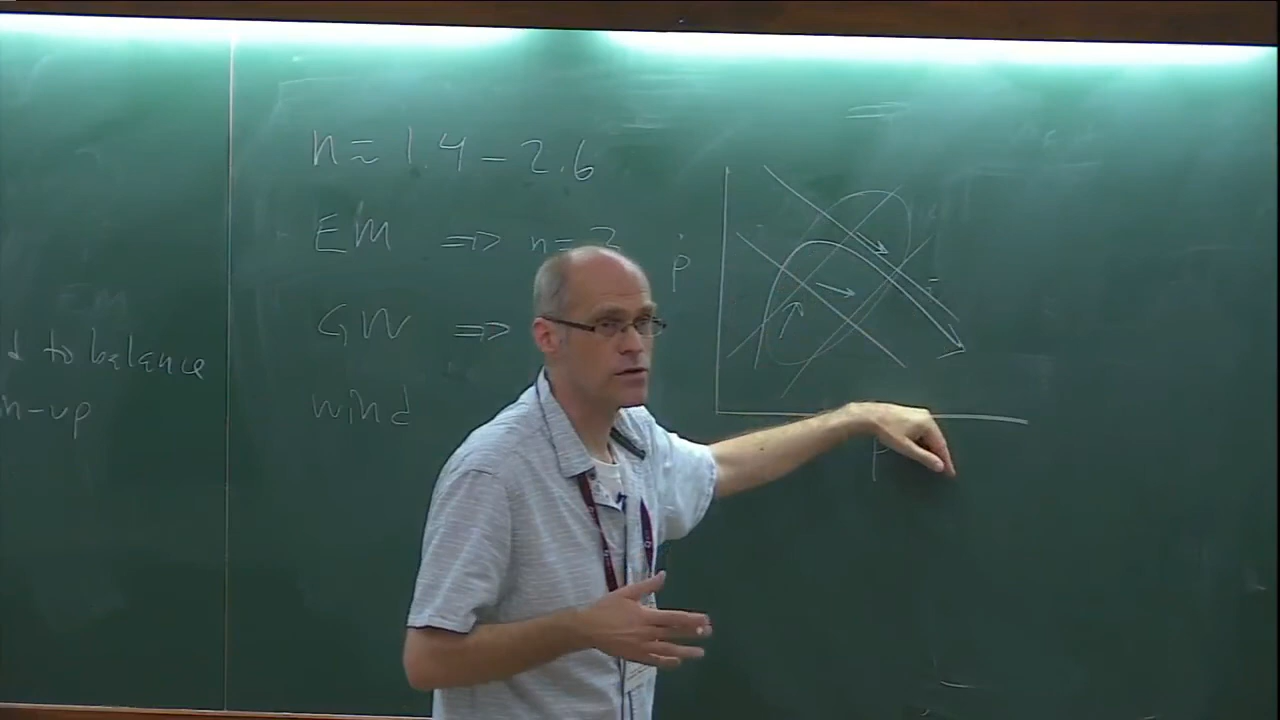 d to balance
n-up
n ≈ 1.4 – 2.6
EM ⇒ n = 3
GW ⇒
wind
ṗ
p